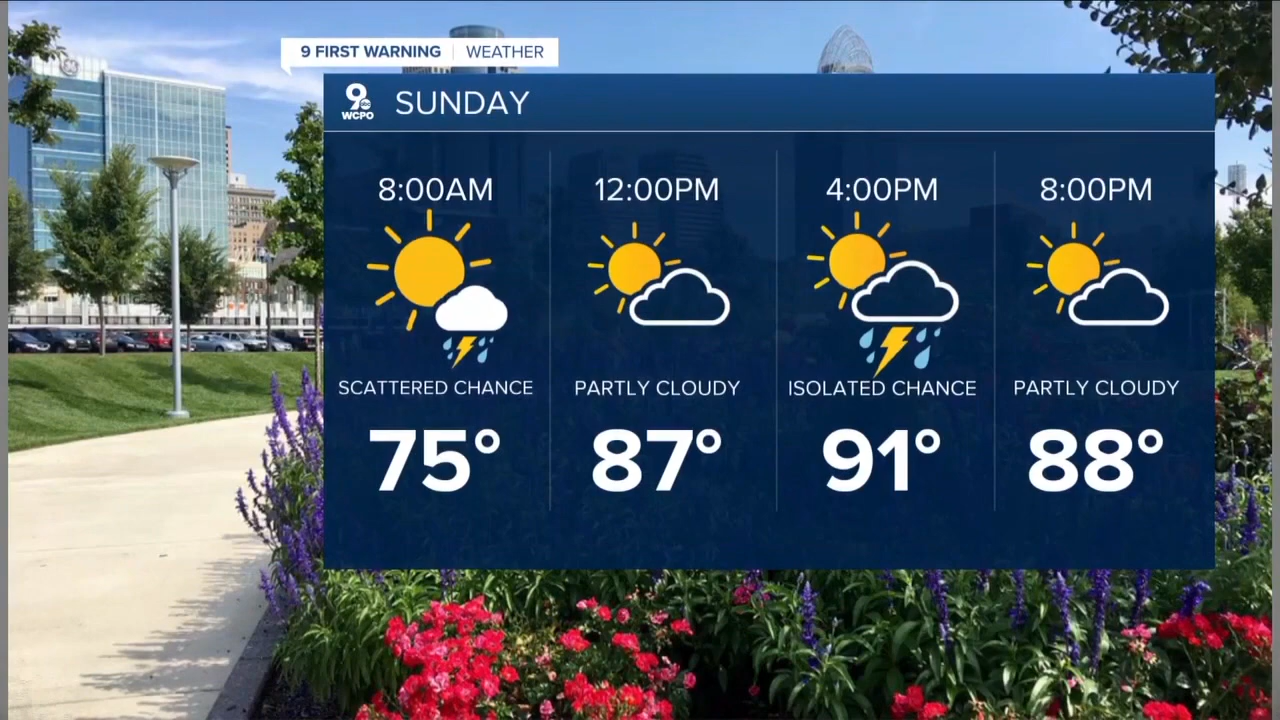 9 FIRST WARNING WEATHER
9 abc
WCPO
SUNDAY
8:00AM 12:00PM 4:00PM 8:00PM
SCATTERED CHANCE PARTLY CLOUDY ISOLATED CHANCE PARTLY CLOUDY
75° 87° 91° 88°